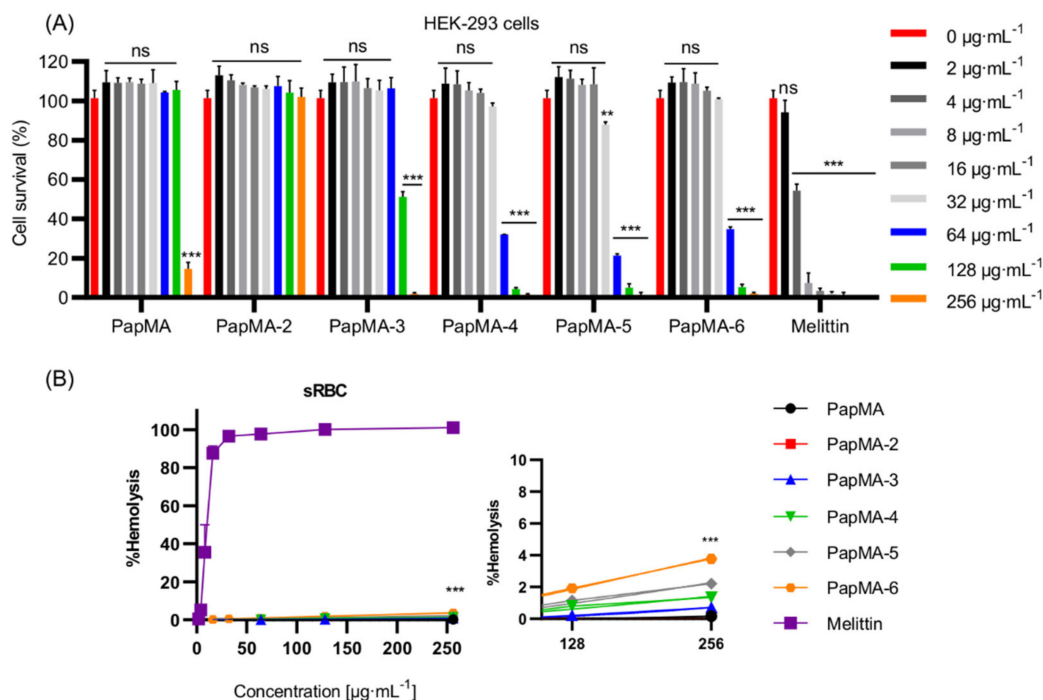 (A)
HEK-293 cells
Cell survival (%)
120
100
80
60
40
20
0
ns
ns
ns
ns
ns
ns
ns
***
***
***
**
***
***
***
PapMA
PapMA-2
PapMA-3
PapMA-4
PapMA-5
PapMA-6
Melittin
0 µg·mL⁻¹
2 µg·mL⁻¹
4 µg·mL⁻¹
8 µg·mL⁻¹
16 µg·mL⁻¹
32 µg·mL⁻¹
64 µg·mL⁻¹
128 µg·mL⁻¹
256 µg·mL⁻¹
(B)
sRBC
%Hemolysis
100
80
60
40
20
0
***
0
50
100
150
200
250
Concentration [µg·mL⁻¹]
%Hemolysis
10
8
6
4
2
0
***
128
256
PapMA
PapMA-2
PapMA-3
PapMA-4
PapMA-5
PapMA-6
Melittin